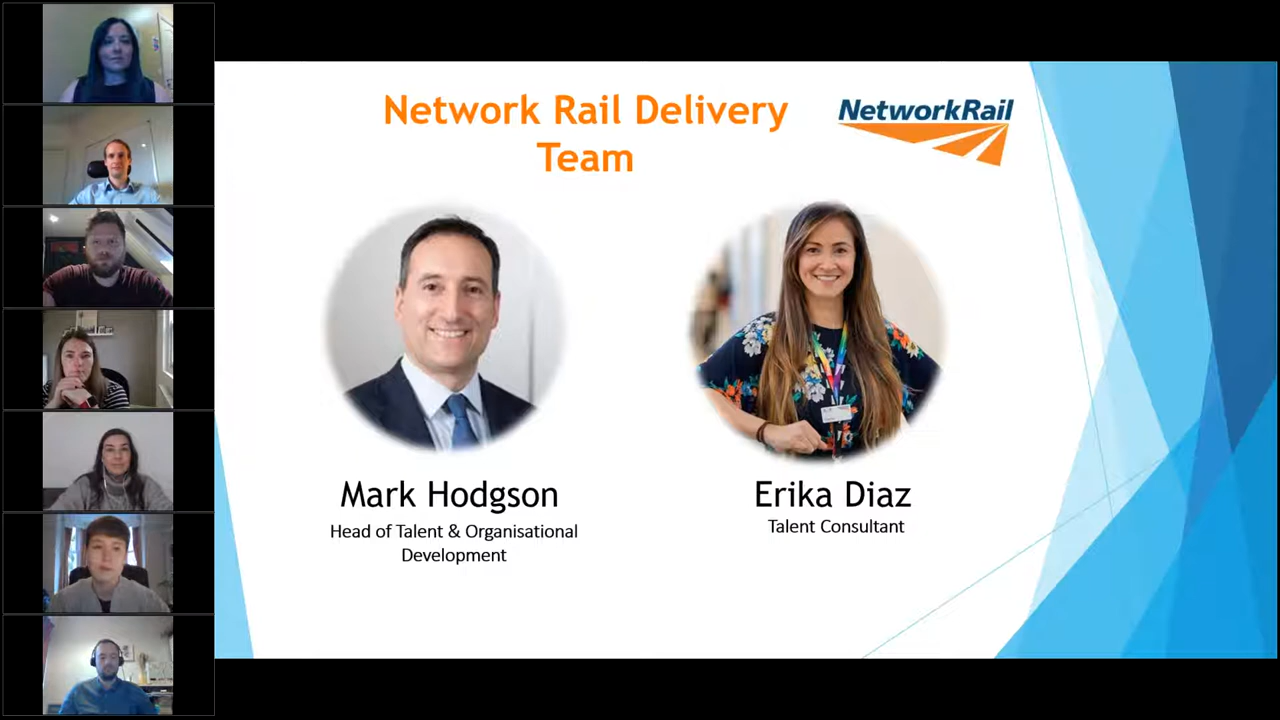 Network Rail Delivery
Team
NetworkRail
Mark Hodgson
Head of Talent & Organisational
Development
Erika Diaz
Talent Consultant